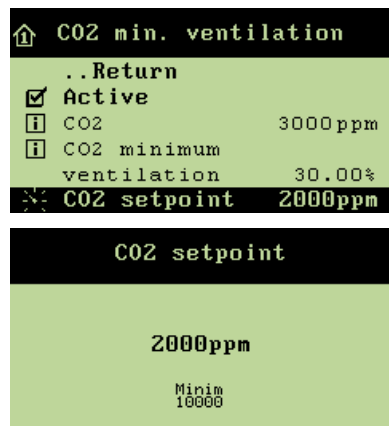 CO2 min. ventilation
..Return
Active
CO2 3000ppm
CO2 minimum
ventilation 30.00%
CO2 setpoint 2000ppm
CO2 setpoint
2000ppm
Minim
10000